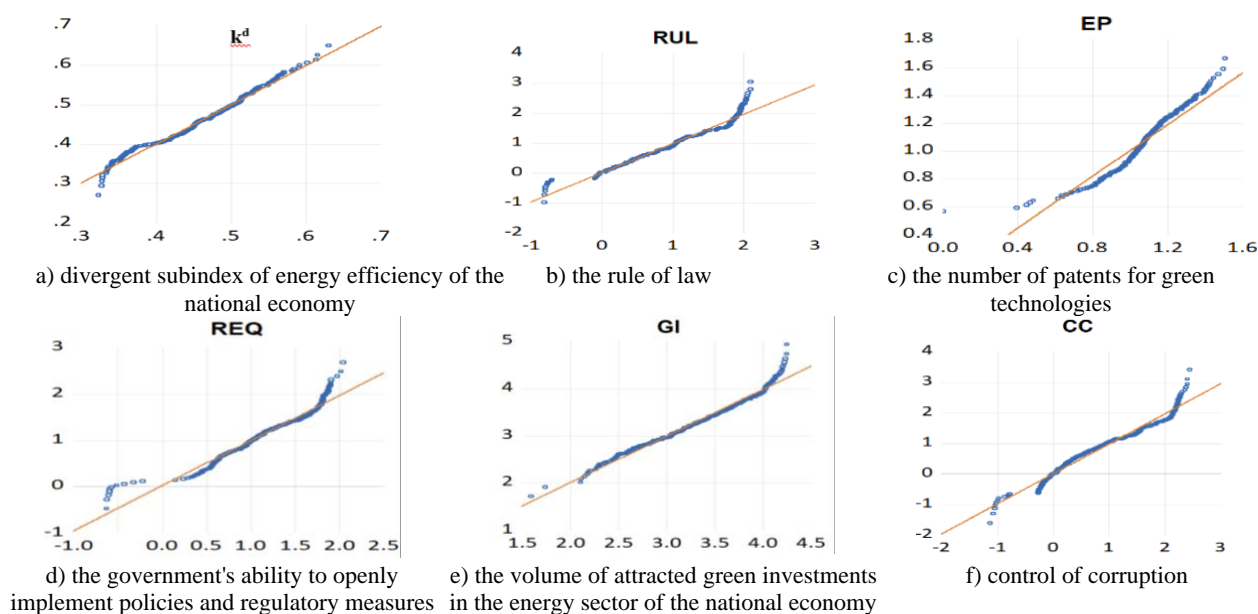 k^d
.7
.6
.5
.4
.3
.2
.3 .4 .5 .6 .7
a) divergent subindex of energy efficiency of the
national economy
RUL
4
3
2
1
0
-1
-2
-1 0 1 2 3
b) the rule of law
EP
1.8
1.6
1.4
1.2
1.0
0.8
0.6
0.4
0.0 0.4 0.8 1.2 1.6
c) the number of patents for green
technologies
REQ
3
2
1
0
-1
-1.0 0.0 0.5 1.0 1.5 2.0 2.5
d) the government's ability to openly
implement policies and regulatory measures
GI
5
4
3
2
1
1.5 2.0 2.5 3.0 3.5 4.0 4.5
e) the volume of attracted green investments
in the energy sector of the national economy
CC
4
3
2
1
0
-1
-2
-2 -1 0 1 2 3
f) control of corruption